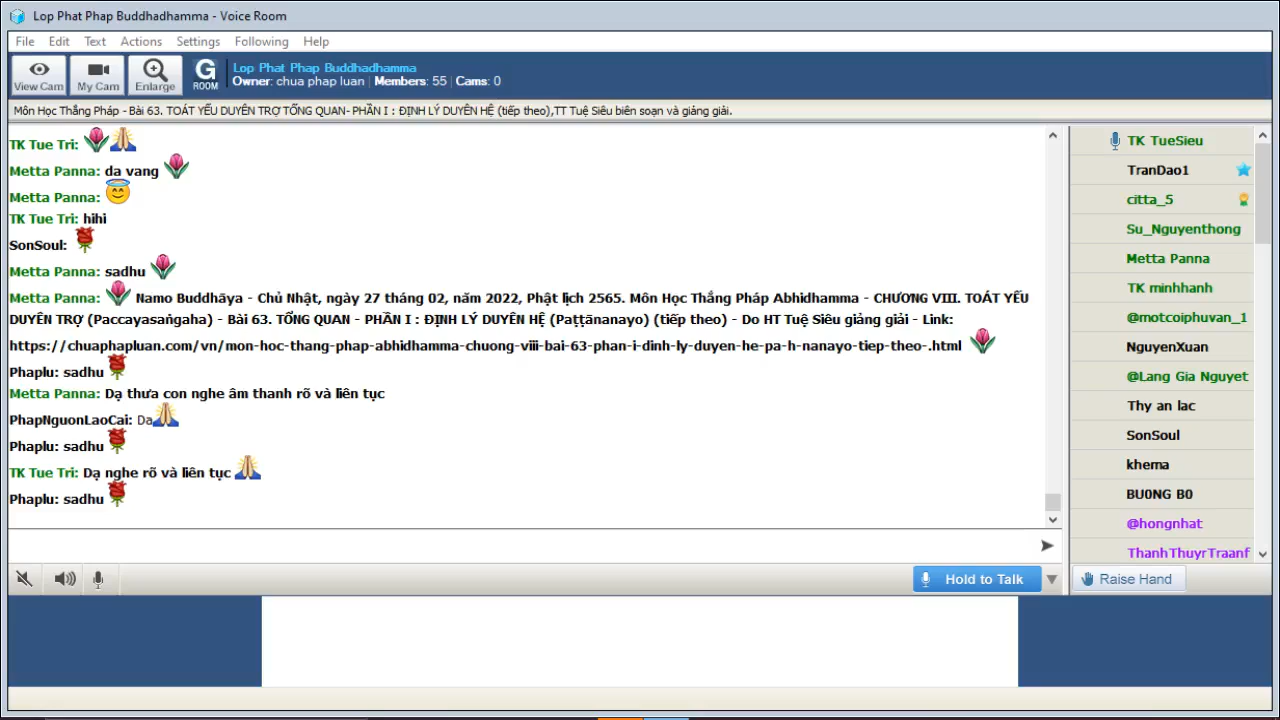 Lop Phat Phap Buddhadhamma - Voice Room
File Edit Text Actions Settings Following Help
View Cam My Cam Enlarge G ROOM
Lop Phat Phap Buddhadhamma
Owner: chua phap luan | Members: 55 | Cams: 0
Môn Học Thắng Pháp - Bài 63. TOÁT YẾU DUYÊN TRỢ TỔNG QUAN- PHẦN I : ĐỊNH LÝ DUYÊN HỆ (tiếp theo),TT Tuệ Siêu biên soạn và giảng giải.
TK Tue Tri:
Metta Panna: da vang
Metta Panna:
TK Tue Tri: hihi
SonSoul:
Metta Panna: sadhu
Metta Panna: Namo Buddhāya - Chủ Nhật, ngày 27 tháng 02, năm 2022, Phật lịch 2565. Môn Học Thắng Pháp Abhidhamma - CHƯƠNG VIII. TOÁT YẾU
DUYÊN TRỢ (Paccayasaṅgaha) - Bài 63. TỔNG QUAN - PHẦN I : ĐỊNH LÝ DUYÊN HỆ (Paṭṭānanayo) (tiếp theo) - Do HT Tuệ Siêu giảng giải - Link:
https://chuaphapluan.com/vn/mon-hoc-thang-phap-abhidhamma-chuong-viii-bai-63-phan-i-dinh-ly-duyen-he-pa-h-nanayo-tiep-theo-.html
Phaplu: sadhu
Metta Panna: Dạ thưa con nghe âm thanh rõ và liên tục
PhapNguonLaoCai: Da
Phaplu: sadhu
TK Tue Tri: Dạ nghe rõ và liên tục
Phaplu: sadhu
TK TueSieu
TranDao1
citta_5
Su_Nguyenthong
Metta Panna
TK minhhanh
@motcoiphuvan_1
NguyenXuan
@Lang Gia Nguyet
Thy an lac
SonSoul
khema
BU0NG B0
@hongnhat
ThanhThuyrTraanf
Hold to Talk
Raise Hand